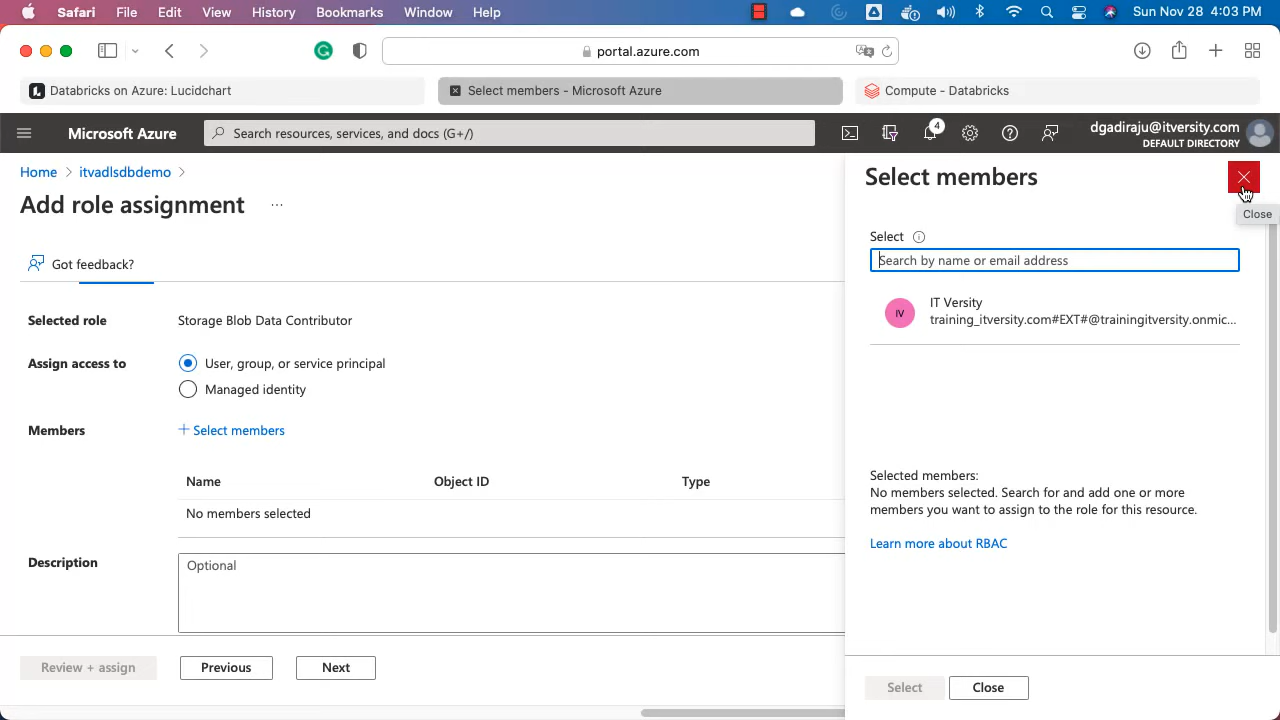 Safari File Edit View History Bookmarks Window Help Sun Nov 28 4:03 PM
portal.azure.com
Databricks on Azure: Lucidchart
Select members - Microsoft Azure
Compute - Databricks
Microsoft Azure
Search resources, services, and docs (G+/)
4
dgadiraju@itversity.com
DEFAULT DIRECTORY
Home > itvadlsdbdemo >
Add role assignment ...
Got feedback?
Selected role Storage Blob Data Contributor
Assign access to User, group, or service principal
Managed identity
Members + Select members
Name Object ID Type
No members selected
Description Optional
Review + assign Previous Next
Select members
Close
Select
Search by name or email address
IV
IT Versity
training_itversity.com#EXT#@trainingitversity.onmic...
Selected members:
No members selected. Search for and add one or more
members you want to assign to the role for this resource.
Learn more about RBAC
Select Close